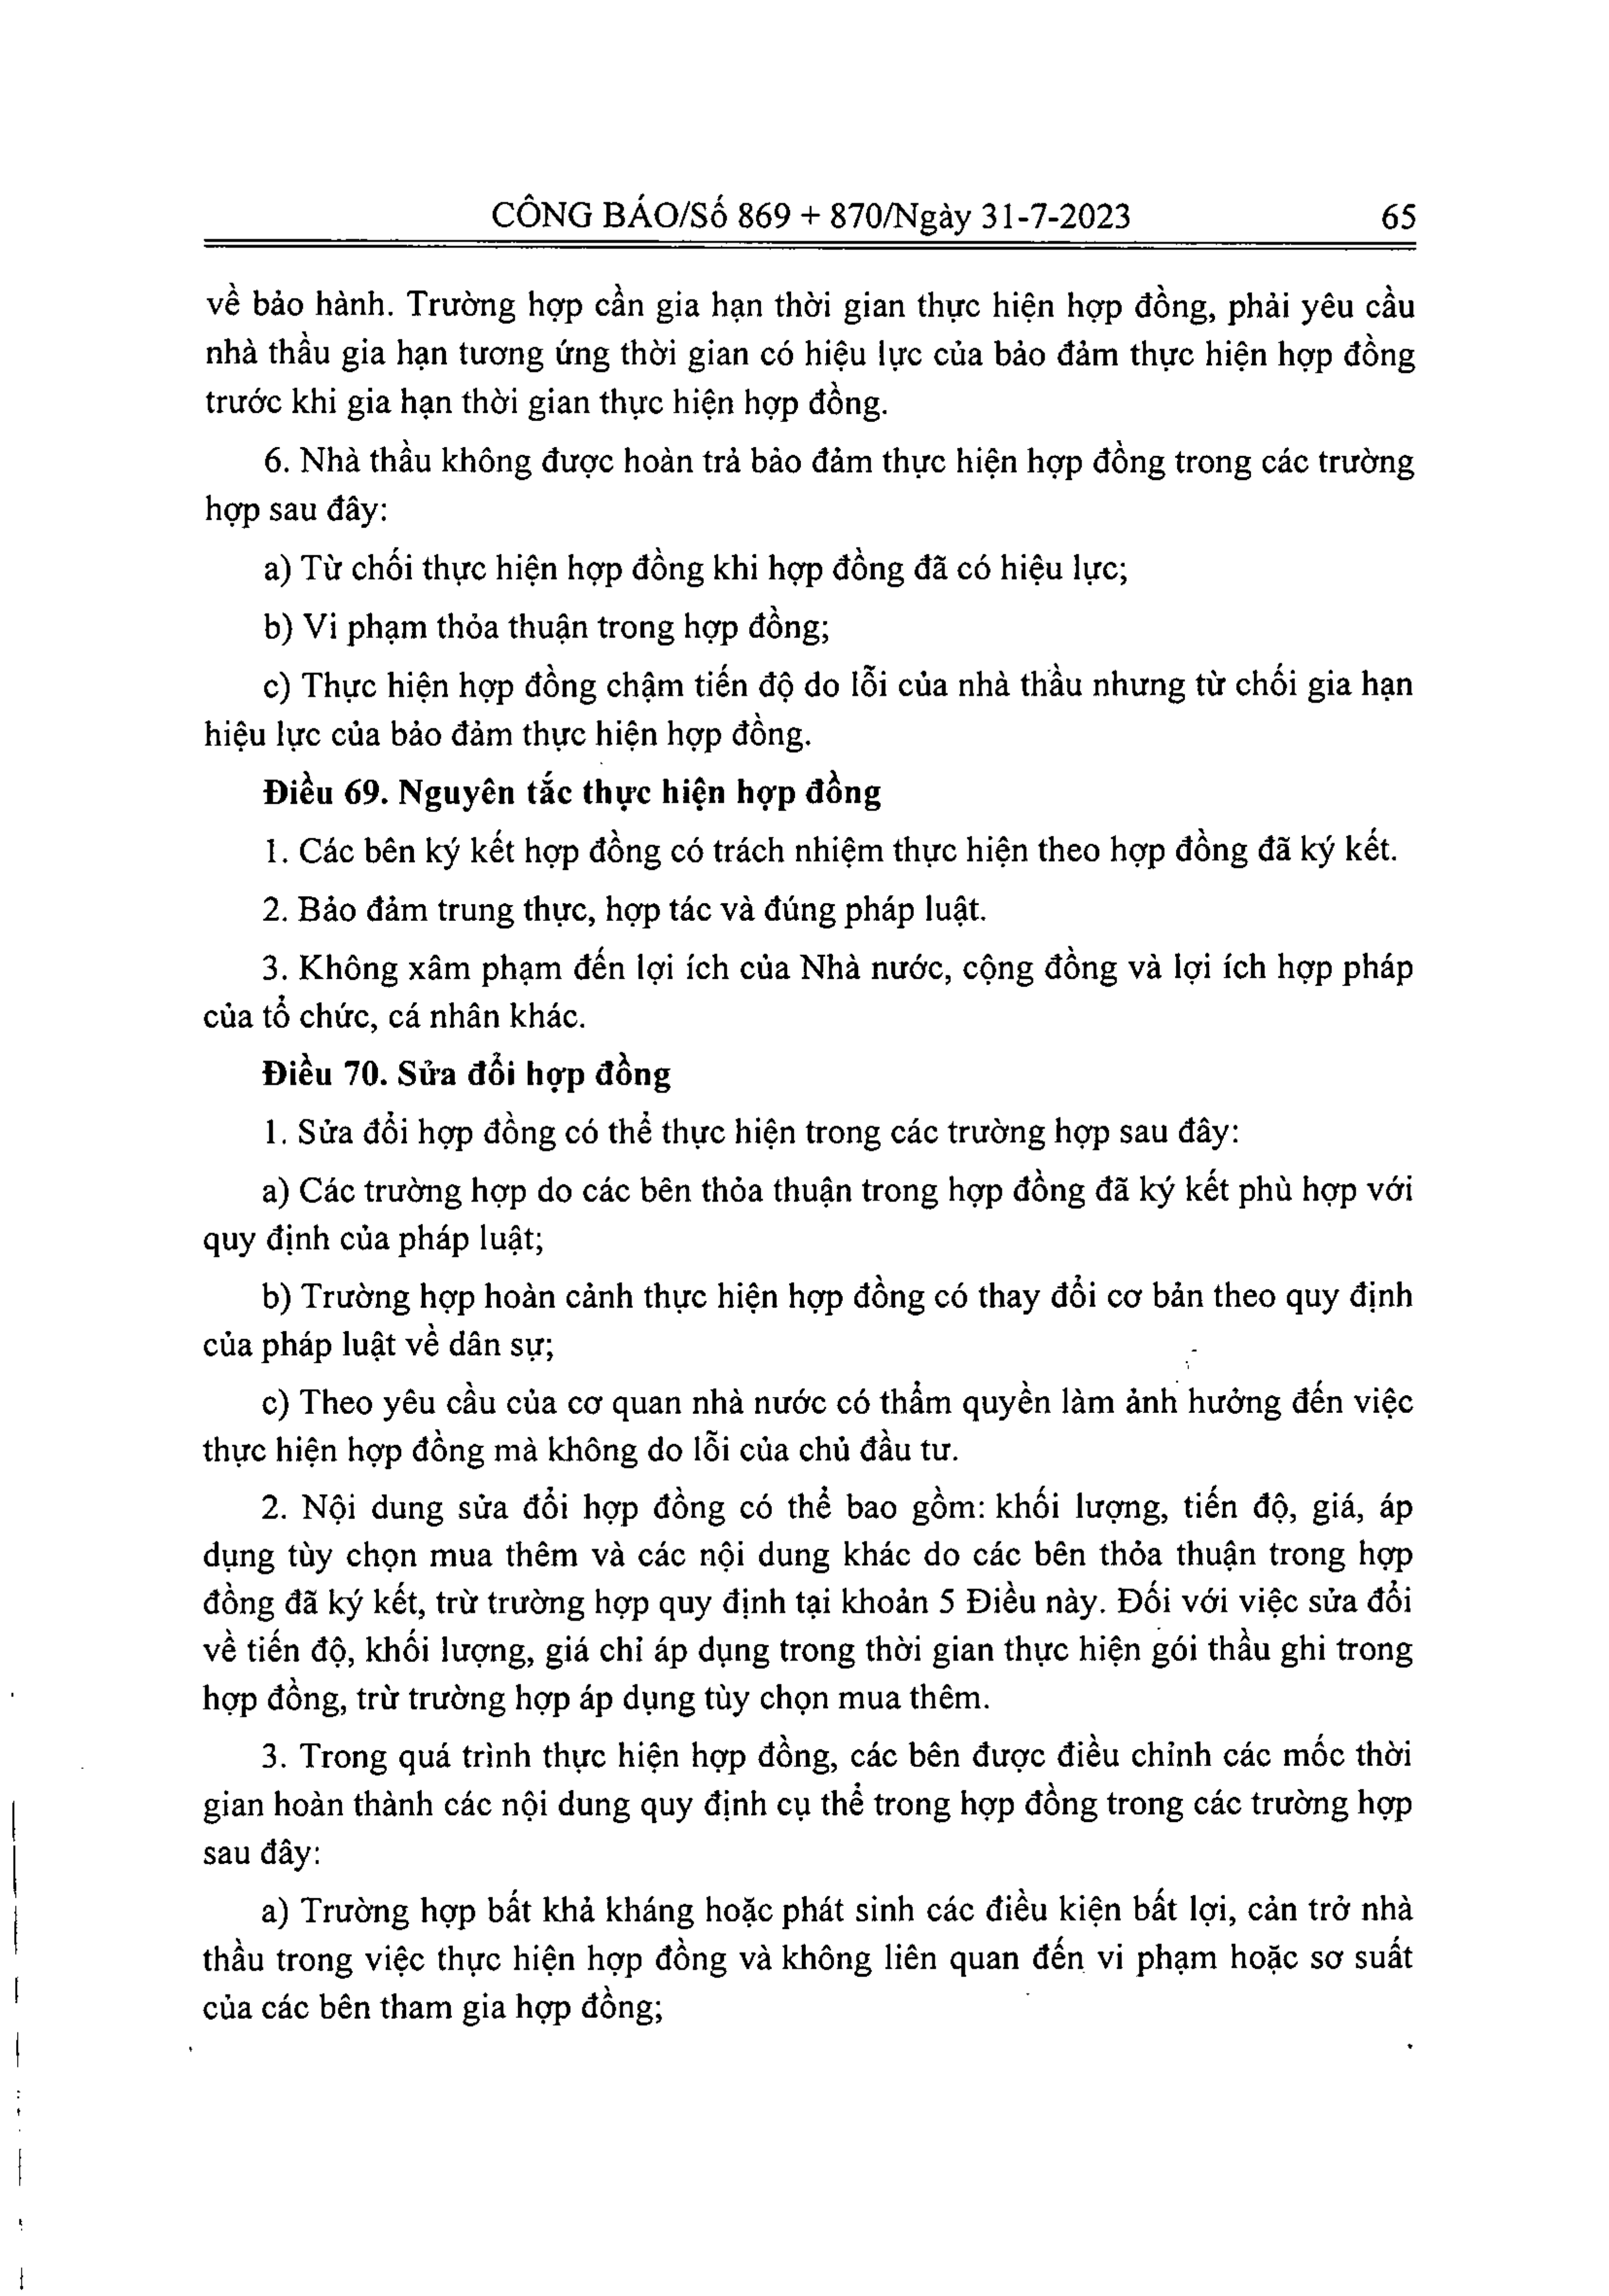 CÔNG BÁO/Số 869 + 870/Ngày 31-7-2023 65
về bảo hành. Trường hợp cần gia hạn thời gian thực hiện hợp đồng, phải yêu cầu
nhà thầu gia hạn tương ứng thời gian có hiệu lực của bảo đảm thực hiện hợp đồng
trước khi gia hạn thời gian thực hiện hợp đồng.
6. Nhà thầu không được hoàn trả bảo đảm thực hiện hợp đồng trong các trường
hợp sau đây:
a) Từ chối thực hiện hợp đồng khi hợp đồng đã có hiệu lực;
b) Vi phạm thỏa thuận trong hợp đồng;
c) Thực hiện hợp đồng chậm tiến độ do lỗi của nhà thầu nhưng từ chối gia hạn
hiệu lực của bảo đảm thực hiện hợp đồng.
Điều 69. Nguyên tắc thực hiện hợp đồng
1. Các bên ký kết hợp đồng có trách nhiệm thực hiện theo hợp đồng đã ký kết.
2. Bảo đảm trung thực, hợp tác và đúng pháp luật.
3. Không xâm phạm đến lợi ích của Nhà nước, cộng đồng và lợi ích hợp pháp
của tổ chức, cá nhân khác.
Điều 70. Sửa đổi hợp đồng
1. Sửa đổi hợp đồng có thể thực hiện trong các trường hợp sau đây:
a) Các trường hợp do các bên thỏa thuận trong hợp đồng đã ký kết phù hợp với
quy định của pháp luật;
b) Trường hợp hoàn cảnh thực hiện hợp đồng có thay đổi cơ bản theo quy định
của pháp luật về dân sự;
c) Theo yêu cầu của cơ quan nhà nước có thẩm quyền làm ảnh hưởng đến việc
thực hiện hợp đồng mà không do lỗi của chủ đầu tư.
2. Nội dung sửa đổi hợp đồng có thể bao gồm: khối lượng, tiến độ, giá, áp
dụng tùy chọn mua thêm và các nội dung khác do các bên thỏa thuận trong hợp
đồng đã ký kết, trừ trường hợp quy định tại khoản 5 Điều này. Đối với việc sửa đổi
về tiến độ, khối lượng, giá chỉ áp dụng trong thời gian thực hiện gói thầu ghi trong
hợp đồng, trừ trường hợp áp dụng tùy chọn mua thêm.
3. Trong quá trình thực hiện hợp đồng, các bên được điều chỉnh các mốc thời
gian hoàn thành các nội dung quy định cụ thể trong hợp đồng trong các trường hợp
sau đây:
a) Trường hợp bất khả kháng hoặc phát sinh các điều kiện bất lợi, cản trở nhà
thầu trong việc thực hiện hợp đồng và không liên quan đến vi phạm hoặc sơ suất
của các bên tham gia hợp đồng;